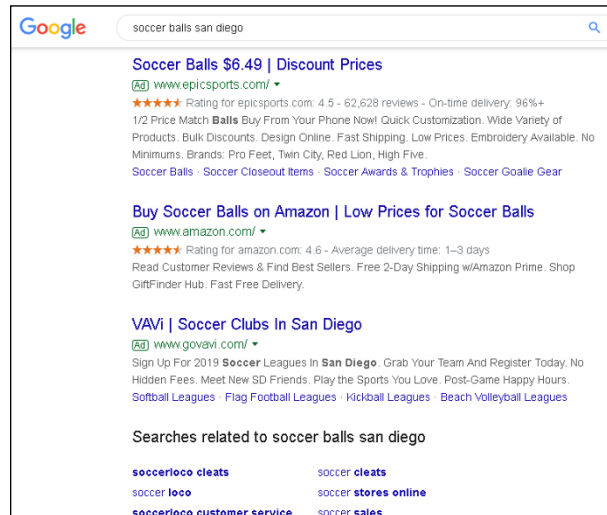 Google
soccer balls san diego
Soccer Balls $6.49 | Discount Prices
Ad www.epicsports.com/
Rating for epicsports.com: 4.5 - 62,628 reviews - On-time delivery: 96%+
1/2 Price Match Balls Buy From Your Phone Now! Quick Customization. Wide Variety of
Products. Bulk Discounts. Design Online. Fast Shipping. Low Prices. Embroidery Available. No
Minimums. Brands: Pro Feet, Twin City, Red Lion, High Five.
Soccer Balls · Soccer Closeout Items · Soccer Awards & Trophies · Soccer Goalie Gear
Buy Soccer Balls on Amazon | Low Prices for Soccer Balls
Ad www.amazon.com/
Rating for amazon.com: 4.6 - Average delivery time: 1–3 days
Read Customer Reviews & Find Best Sellers. Free 2-Day Shipping w/Amazon Prime. Shop
GiftFinder Hub. Fast Free Delivery.
VAVi | Soccer Clubs In San Diego
Ad www.govavi.com/
Sign Up For 2019 Soccer Leagues In San Diego. Grab Your Team And Register Today. No
Hidden Fees. Meet New SD Friends. Play the Sports You Love. Post-Game Happy Hours.
Softball Leagues · Flag Football Leagues · Kickball Leagues · Beach Volleyball Leagues
Searches related to soccer balls san diego
soccerloco cleats soccer cleats
soccer loco soccer stores online
soccerloco customer service soccer sales